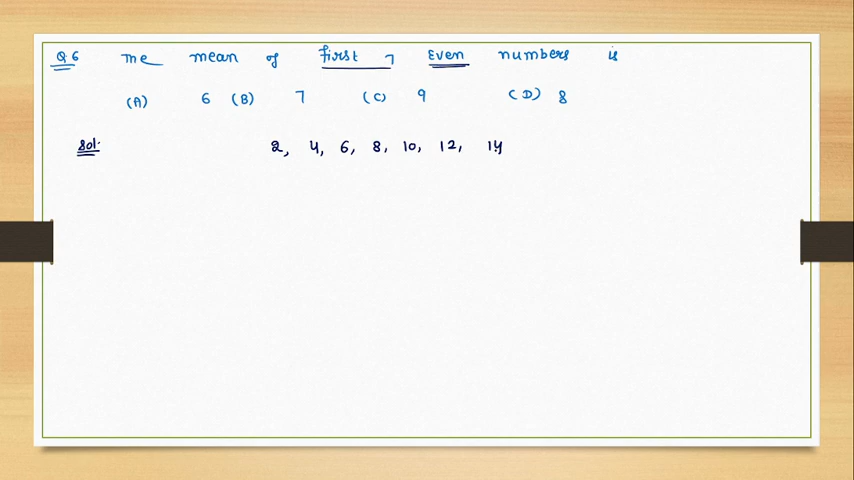 Q6 The mean of first 7 Even numbers is
(A) 6 (B) 7 (C) 9 (D) 8
Sol. 2, 4, 6, 8, 10, 12, 14